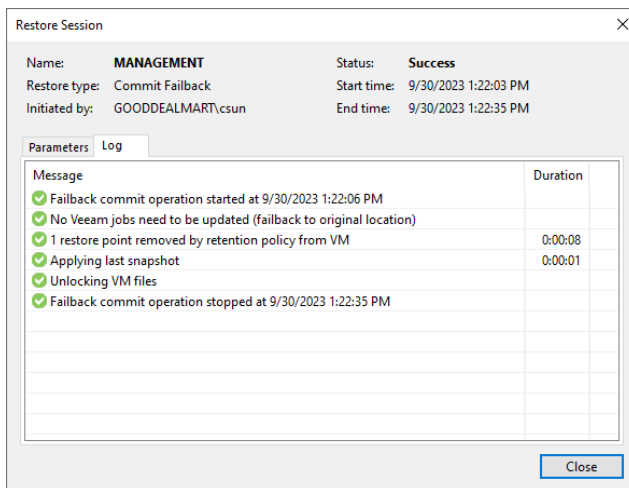 Restore Session
Name: MANAGEMENT Status: Success
Restore type: Commit Failback Start time: 9/30/2023 1:22:03 PM
Initiated by: GOODDEALMART\csun End time: 9/30/2023 1:22:35 PM
Parameters Log
Message Duration
Failback commit operation started at 9/30/2023 1:22:06 PM
No Veeam jobs need to be updated (failback to original location)
1 restore point removed by retention policy from VM 0:00:08
Applying last snapshot 0:00:01
Unlocking VM files
Failback commit operation stopped at 9/30/2023 1:22:35 PM
Close